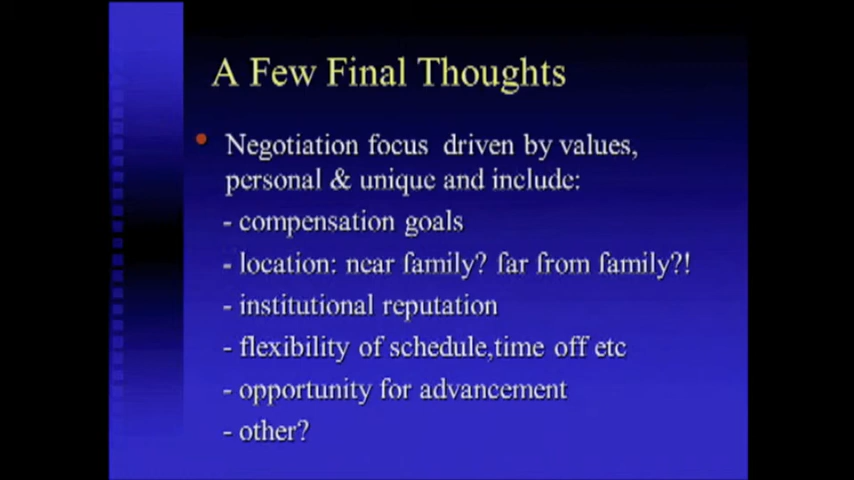 A Few Final Thoughts
• Negotiation focus driven by values,
personal & unique and include:
- compensation goals
- location: near family? far from family?!
- institutional reputation
- flexibility of schedule,time off etc
- opportunity for advancement
- other?